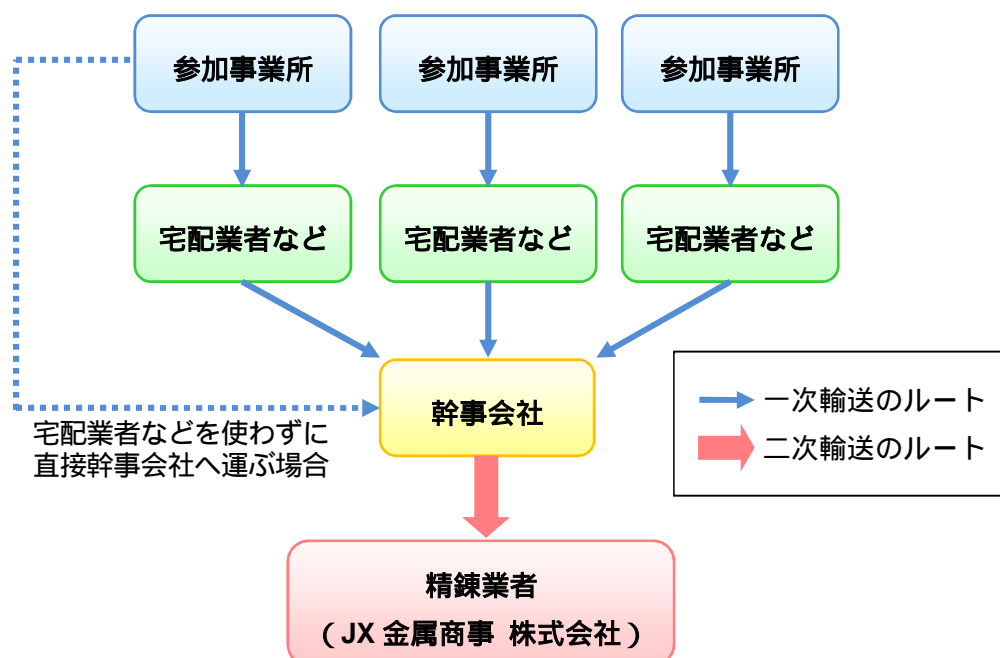 参加事業所
参加事業所
参加事業所
宅配業者など
宅配業者など
宅配業者など
幹事会社
宅配業者などを使わずに
直接幹事会社へ運ぶ場合
一次輸送のルート
二次輸送のルート
精錬業者
（JX 金属商事 株式会社）